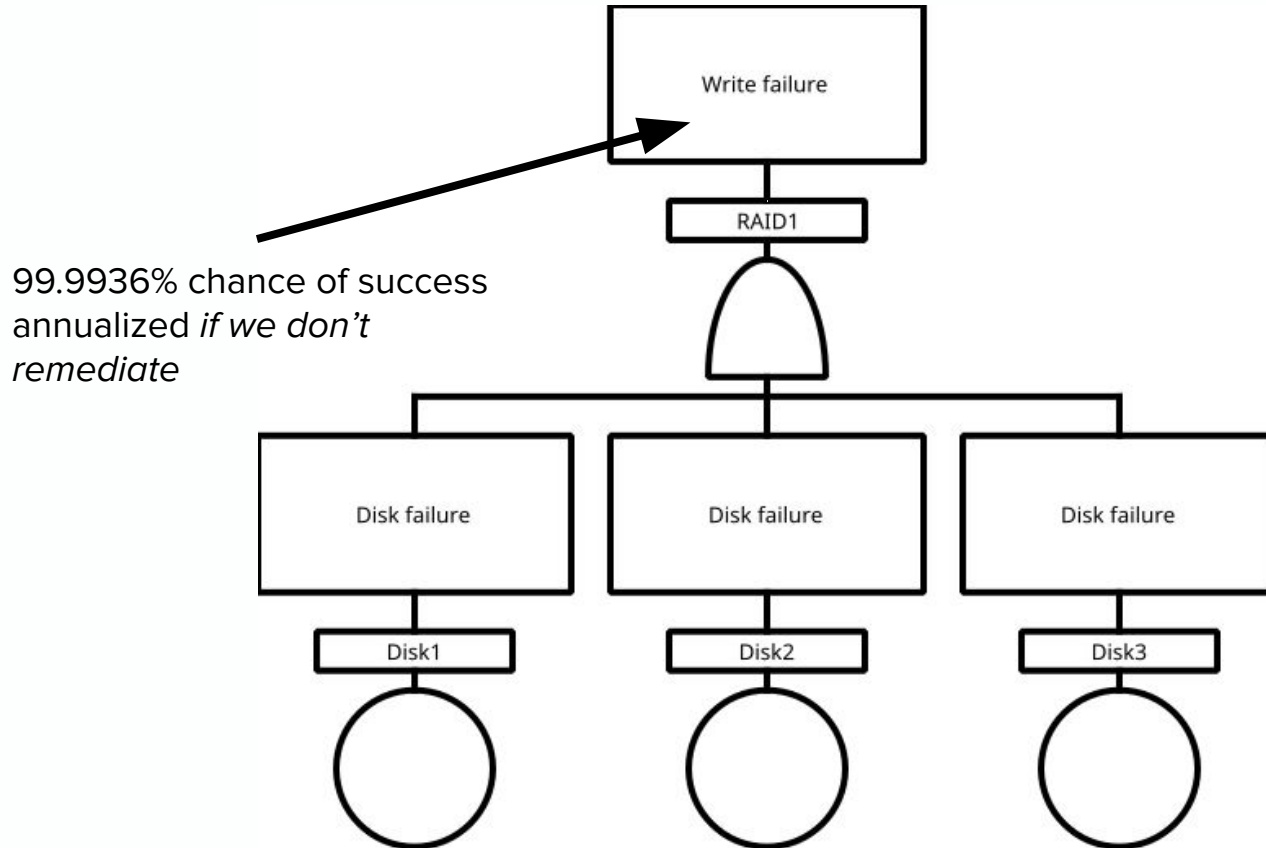 Write failure
RAID1
99.9936% chance of success
annualized if we don’t
remediate
Disk failure
Disk failure
Disk failure
Disk1
Disk2
Disk3